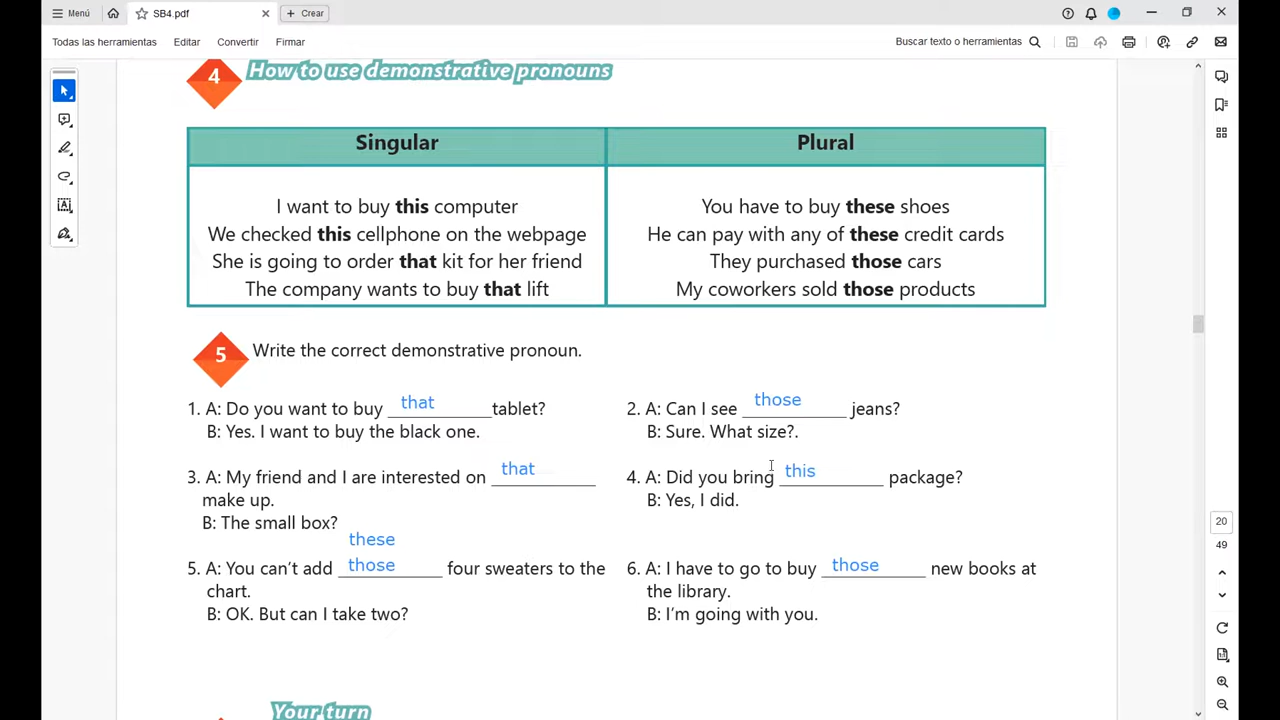 Menú
SB4.pdf
Crear
Todas las herramientas
Editar
Convertir
Firmar
Buscar texto o herramientas
4 How to use demonstrative pronouns
Singular
Plural
I want to buy this computer
We checked this cellphone on the webpage
She is going to order that kit for her friend
The company wants to buy that lift
You have to buy these shoes
He can pay with any of these credit cards
They purchased those cars
My coworkers sold those products
5 Write the correct demonstrative pronoun.
1. A: Do you want to buy that tablet?
B: Yes. I want to buy the black one.
2. A: Can I see those jeans?
B: Sure. What size?.
3. A: My friend and I are interested on that
make up.
B: The small box?
4. A: Did you bring this package?
B: Yes, I did.
these
5. A: You can't add those four sweaters to the
chart.
B: OK. But can I take two?
6. A: I have to go to buy those new books at
the library.
B: I'm going with you.
Your turn
20
49